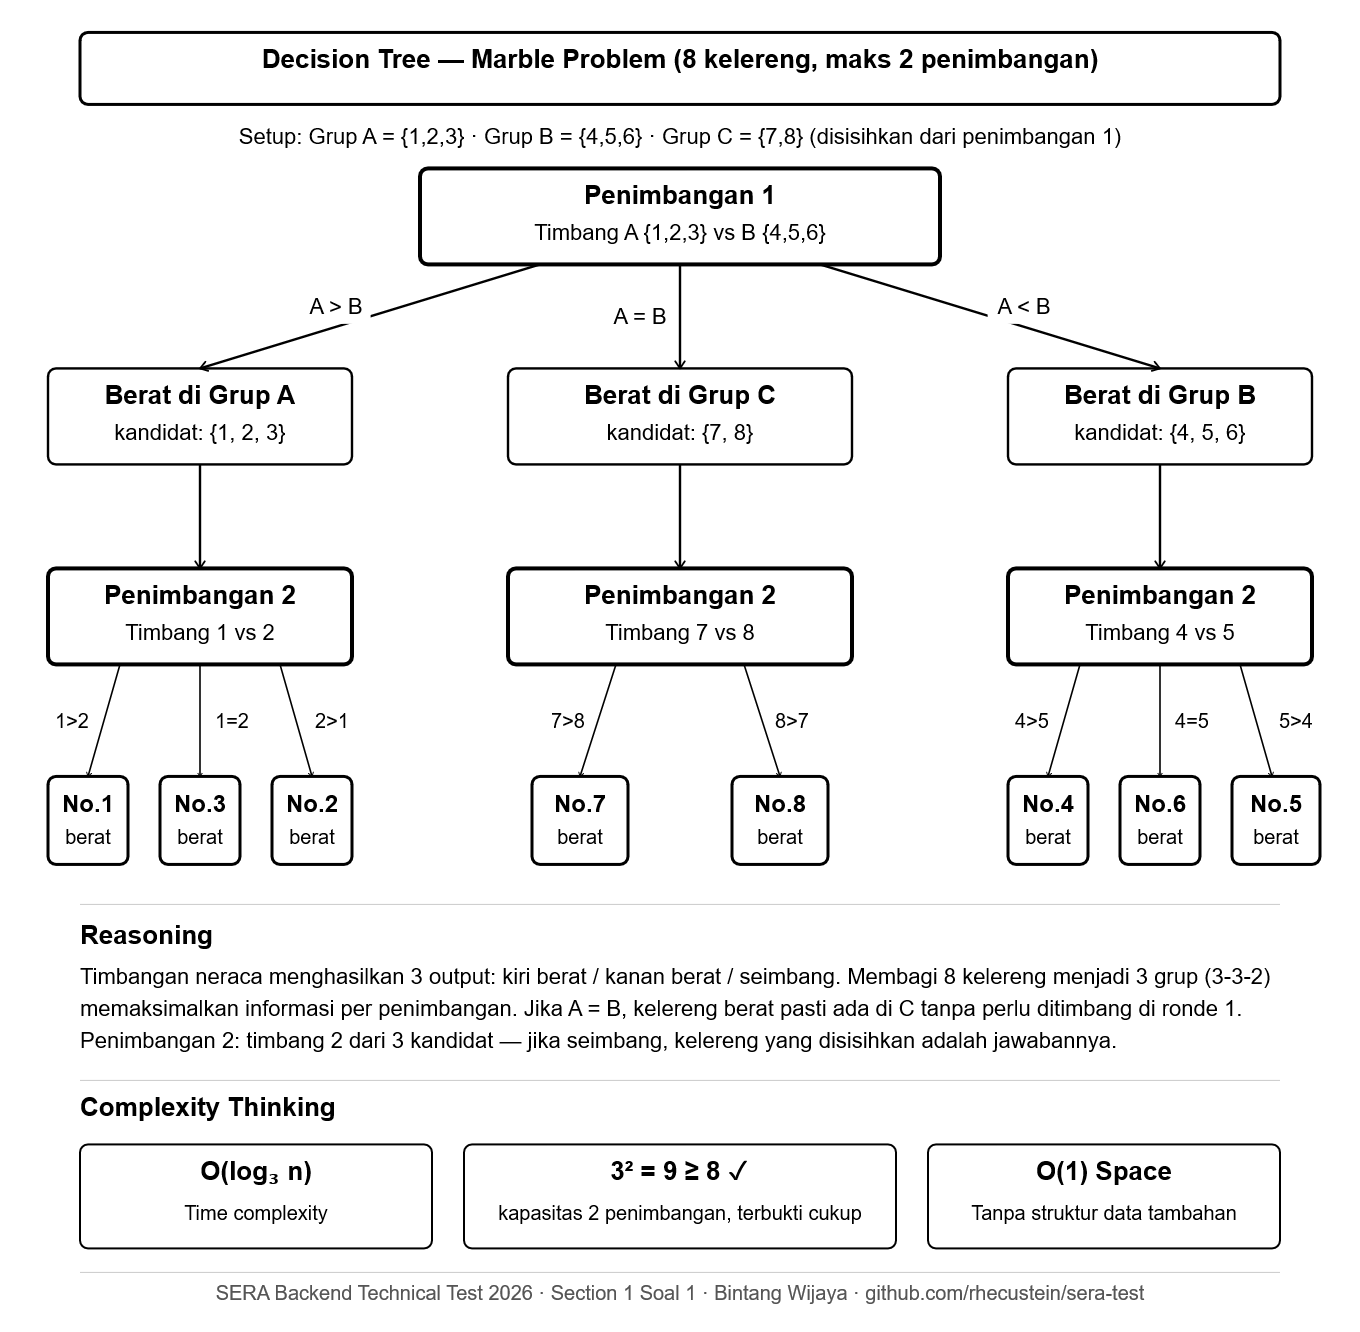 Decision Tree — Marble Problem (8 kelereng, maks 2 penimbangan)
Setup: Grup A = {1,2,3} · Grup B = {4,5,6} · Grup C = {7,8} (disisihkan dari penimbangan 1)
Penimbangan 1
Timbang A {1,2,3} vs B {4,5,6}
A > B
A = B
A < B
Berat di Grup A
kandidat: {1, 2, 3}
Berat di Grup C
kandidat: {7, 8}
Berat di Grup B
kandidat: {4, 5, 6}
Penimbangan 2
Timbang 1 vs 2
Penimbangan 2
Timbang 7 vs 8
Penimbangan 2
Timbang 4 vs 5
1>2
1=2
2>1
7>8
8>7
4>5
4=5
5>4
No.1
berat
No.3
berat
No.2
berat
No.7
berat
No.8
berat
No.4
berat
No.6
berat
No.5
berat
Reasoning
Timbangan neraca menghasilkan 3 output: kiri berat / kanan berat / seimbang. Membagi 8 kelereng menjadi 3 grup (3-3-2)
memaksimalkan informasi per penimbangan. Jika A = B, kelereng berat pasti ada di C tanpa perlu ditimbang di ronde 1.
Penimbangan 2: timbang 2 dari 3 kandidat — jika seimbang, kelereng yang disisihkan adalah jawabannya.
Complexity Thinking
O(log₃ n)
Time complexity
3² = 9 ≥ 8 ✓
kapasitas 2 penimbangan, terbukti cukup
O(1) Space
Tanpa struktur data tambahan
SERA Backend Technical Test 2026 · Section 1 Soal 1 · Bintang Wijaya · github.com/rhecustein/sera-test